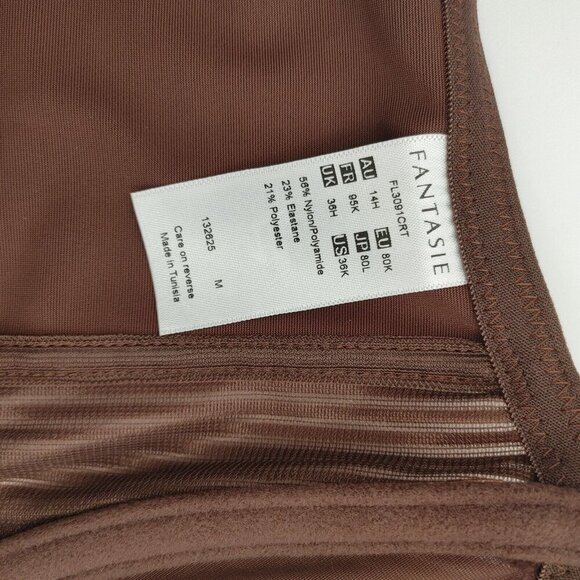 FANTASIE
FL3091CRT
AU 14H EU 80K
FR 95K JP 80L
UK 36H US 36K
56% Nylon/Polyamide
23% Elastane
21% Polyester
132625 M
Care on reverse
Made in Tunisia